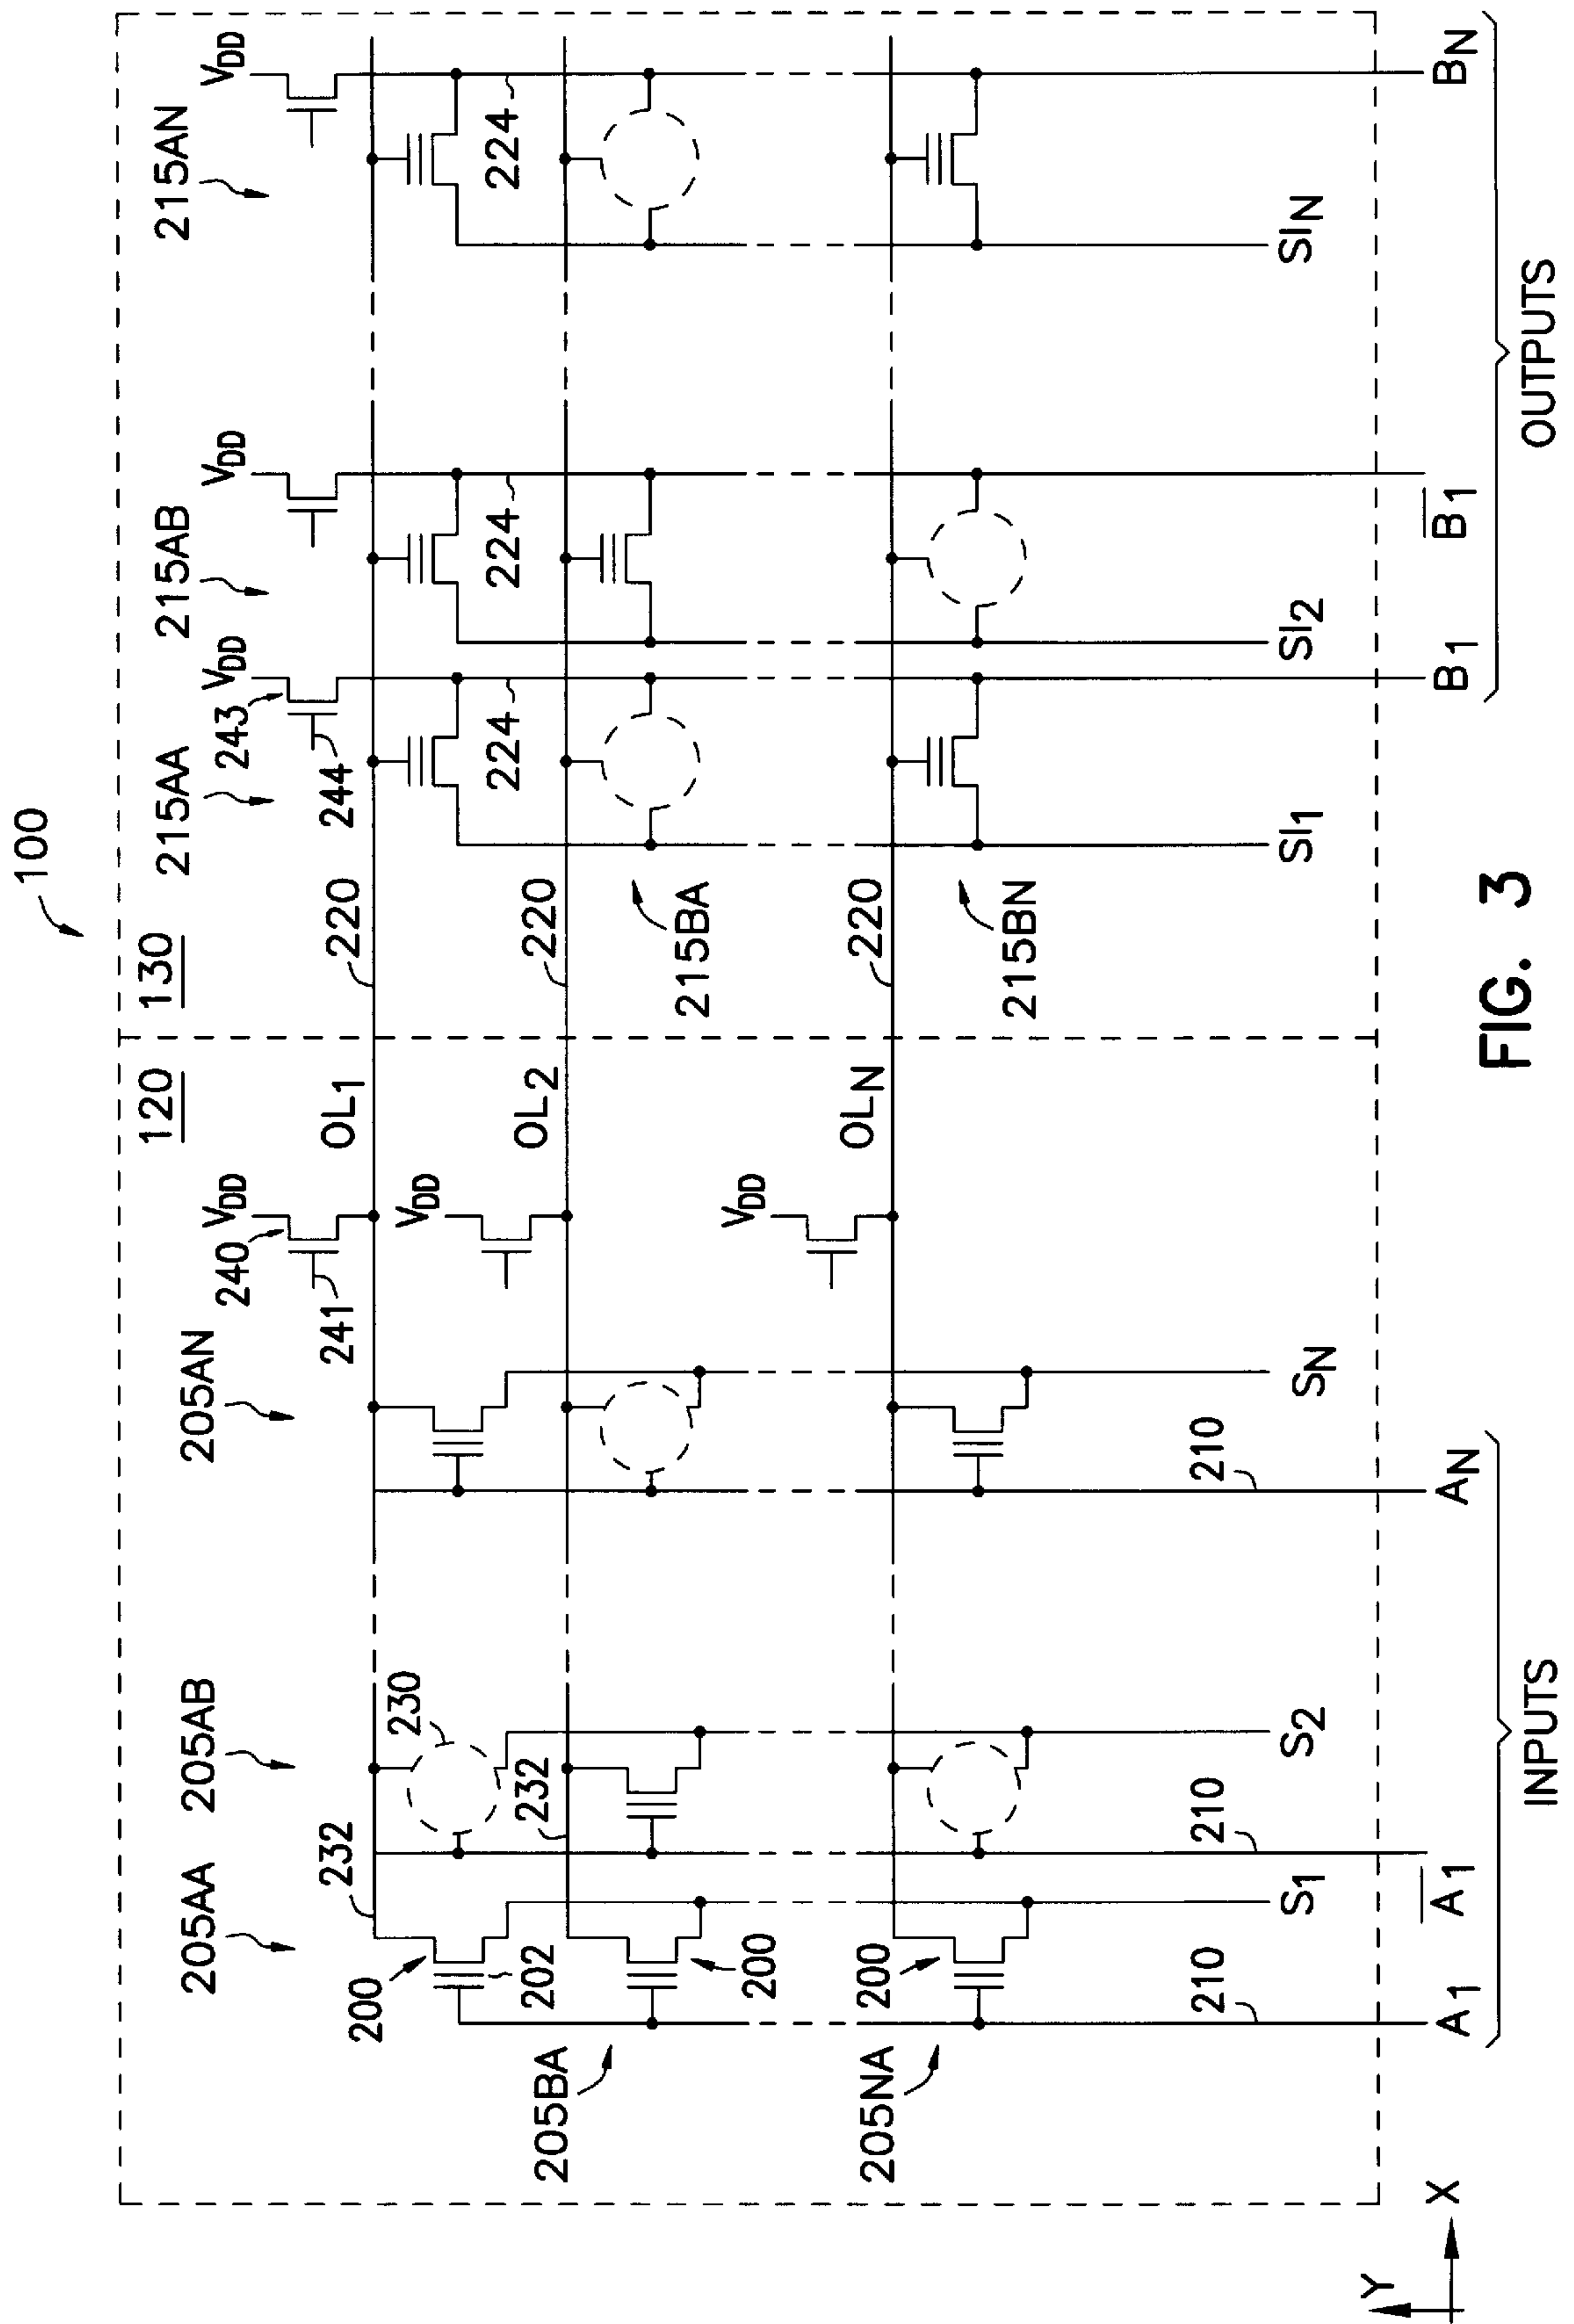 100
120
130
205AA
205AB
205AN
215AA
215AB
215AN
VDD
VDD
VDD
VDD
240
241
243
244
232
OL1
220
230
200
202
224
224
224
VDD
232
OL2
220
205BA
200
215BA
VDD
OLN
220
205NA
200
215BN
210
210
210
S1
S2
SN
SI1
SI2
SIN
A1
A̅1
AN
B1
B̅1
BN
INPUTS
OUTPUTS
Y
X
FIG. 3